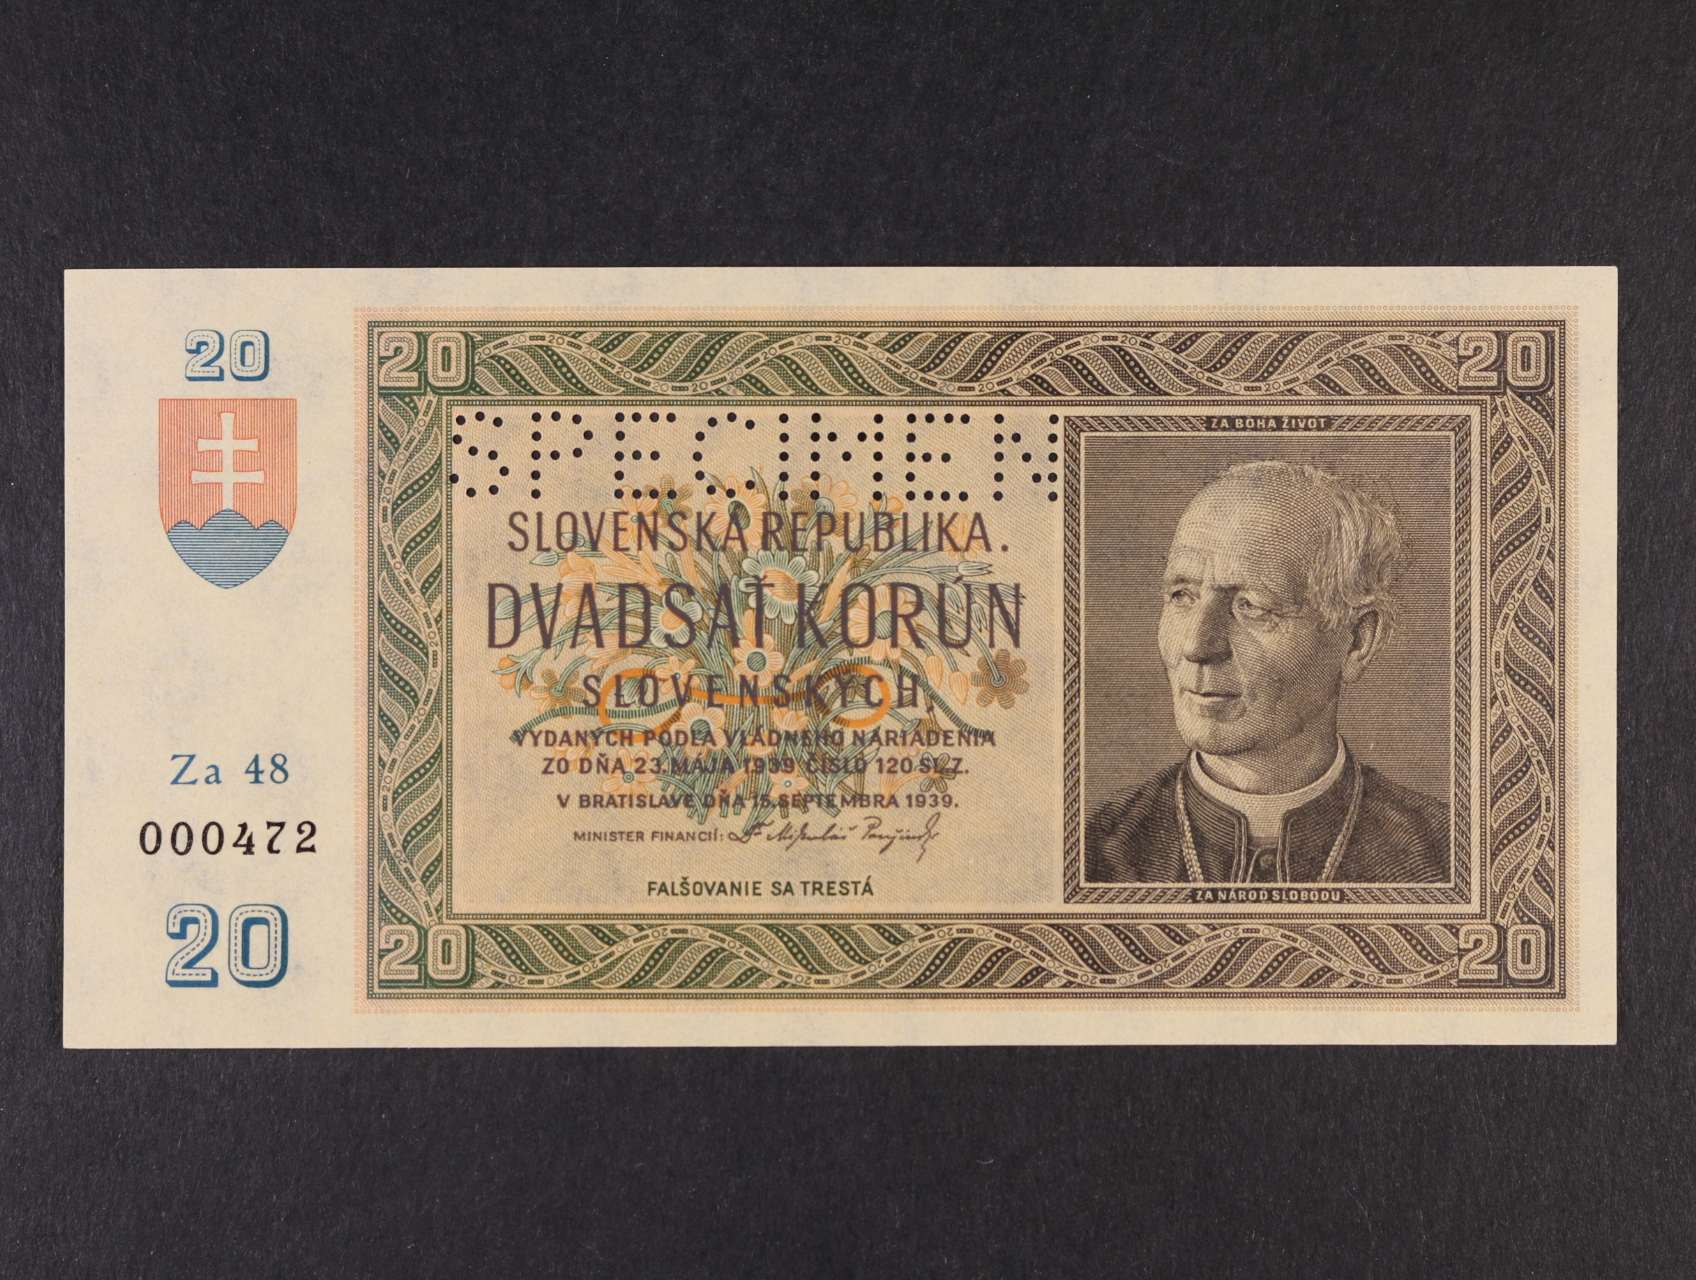 20
20
20
SPECIMEN
ZA BOHA ŽIVOT
SLOVENSKÁ REPUBLIKA.
DVADSAŤ KORÚN
SLOVENSKÝCH,
VYDANÝCH PODĽA VLÁDNEHO NARIADENIA
ZO DŇA 23. MÁJA 1939 ČÍSLO 120 SL. Z.
V BRATISLAVE DŇA 15. SEPTEMBRA 1939.
MINISTER FINANCIÍ:
Za 48
000472
FALŠOVANIE SA TRESTÁ
ZA NÁROD SLOBODU
20
20
20